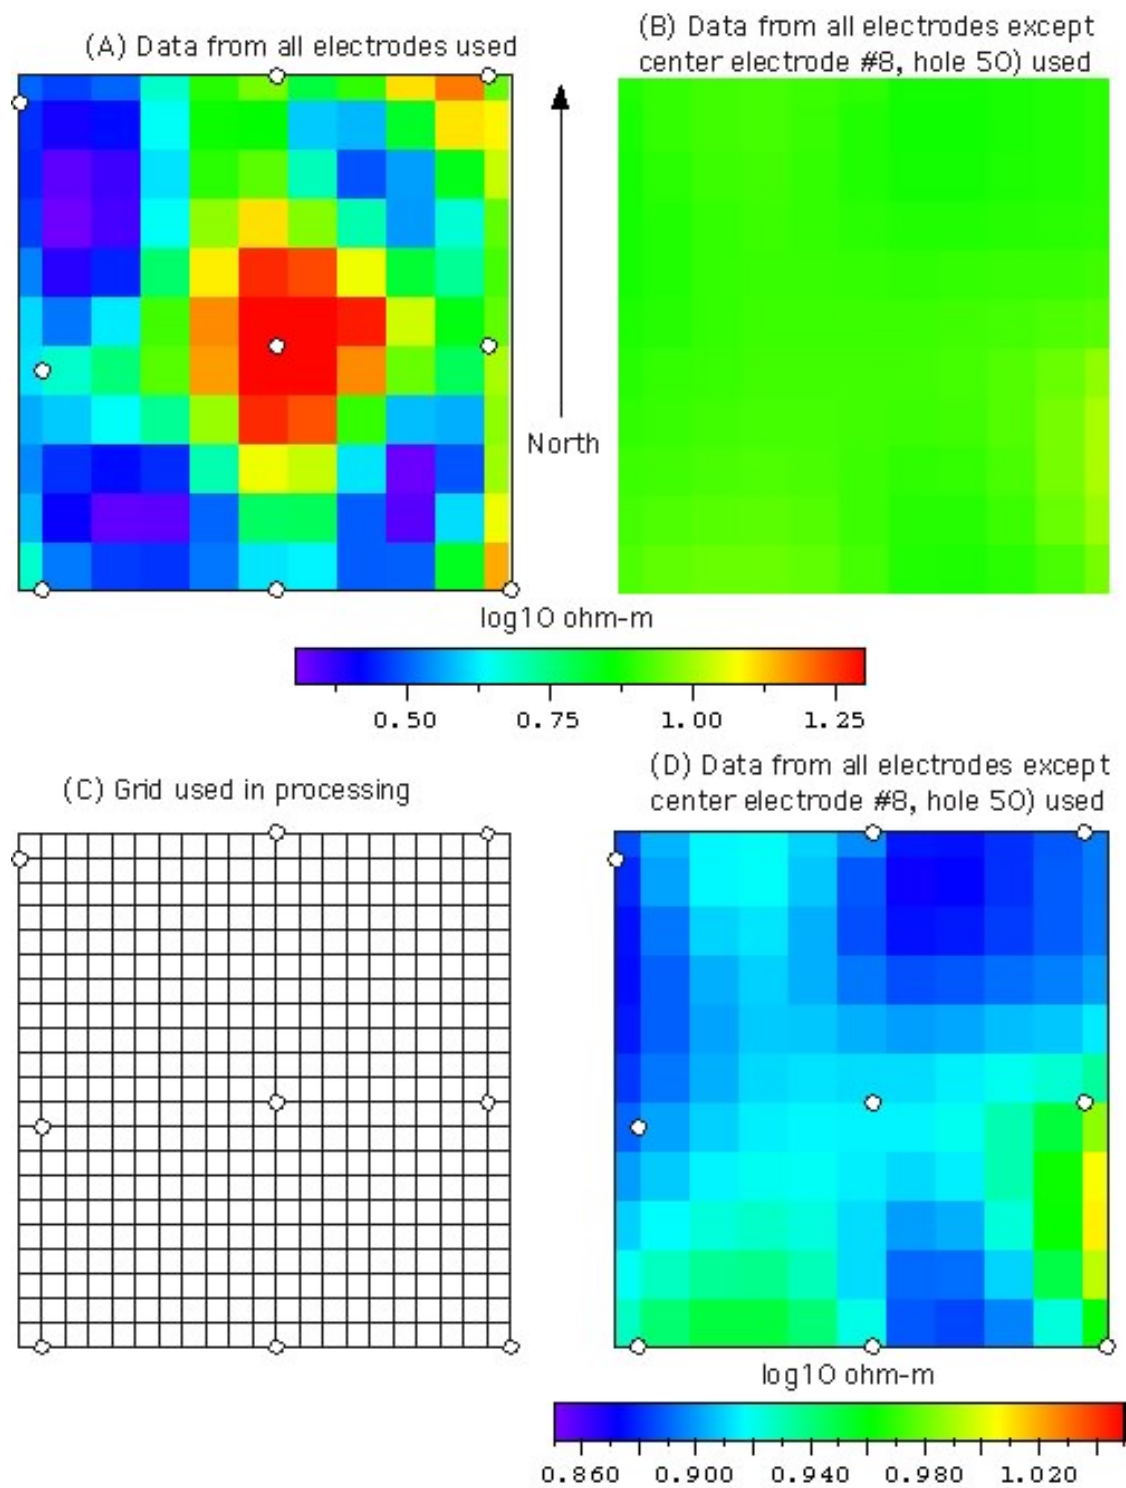 (A) Data from all electrodes used
(B) Data from all electrodes except
center electrode #8, hole 50) used
North
log10 ohm-m
0.50 0.75 1.00 1.25
(C) Grid used in processing
(D) Data from all electrodes except
center electrode #8, hole 50) used
log10 ohm-m
0.860 0.900 0.940 0.980 1.020